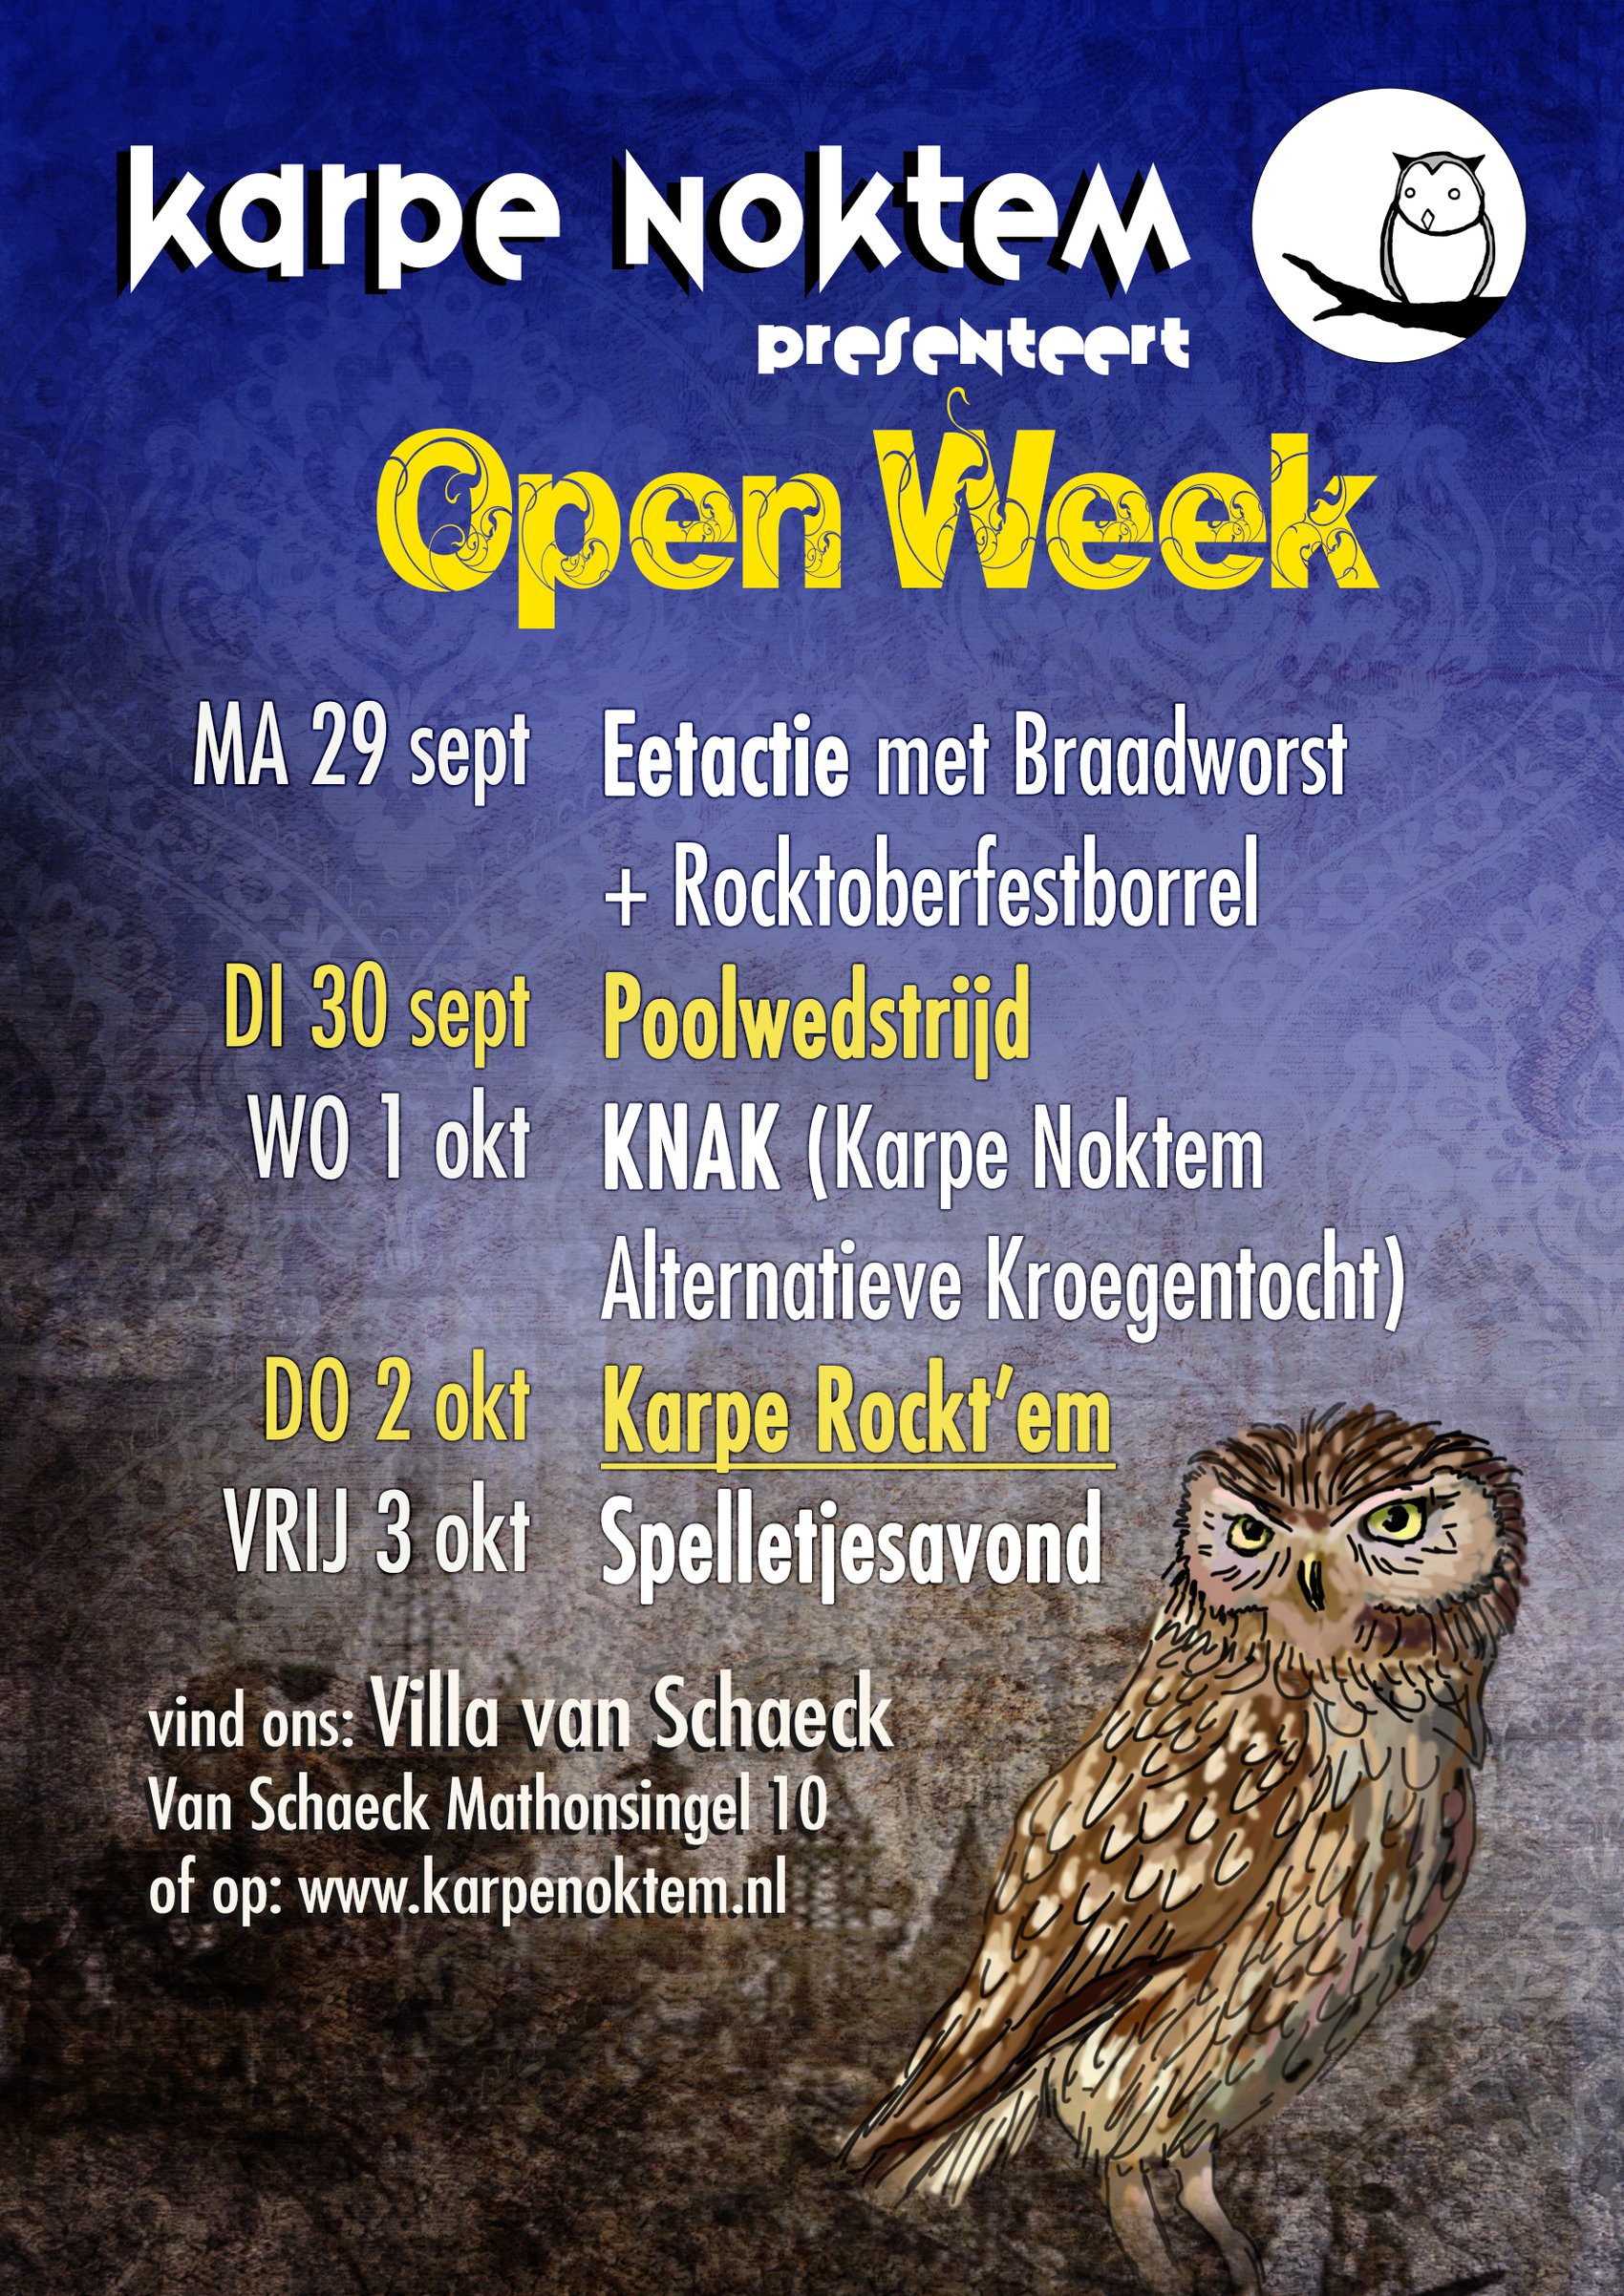 Karpe Noktem
presenteert
Open Week
MA 29 sept Eetactie met Braadworst
+ Rocktoberfestborrel
DI 30 sept Poolwedstrijd
WO 1 okt KNAK (Karpe Noktem
Alternatieve Kroegentocht)
DO 2 okt Karpe Rockt'em
VRIJ 3 okt Spelletjesavond
vind ons: Villa van Schaeck
Van Schaeck Mathonsingel 10
of op: www.karpenoktem.nl